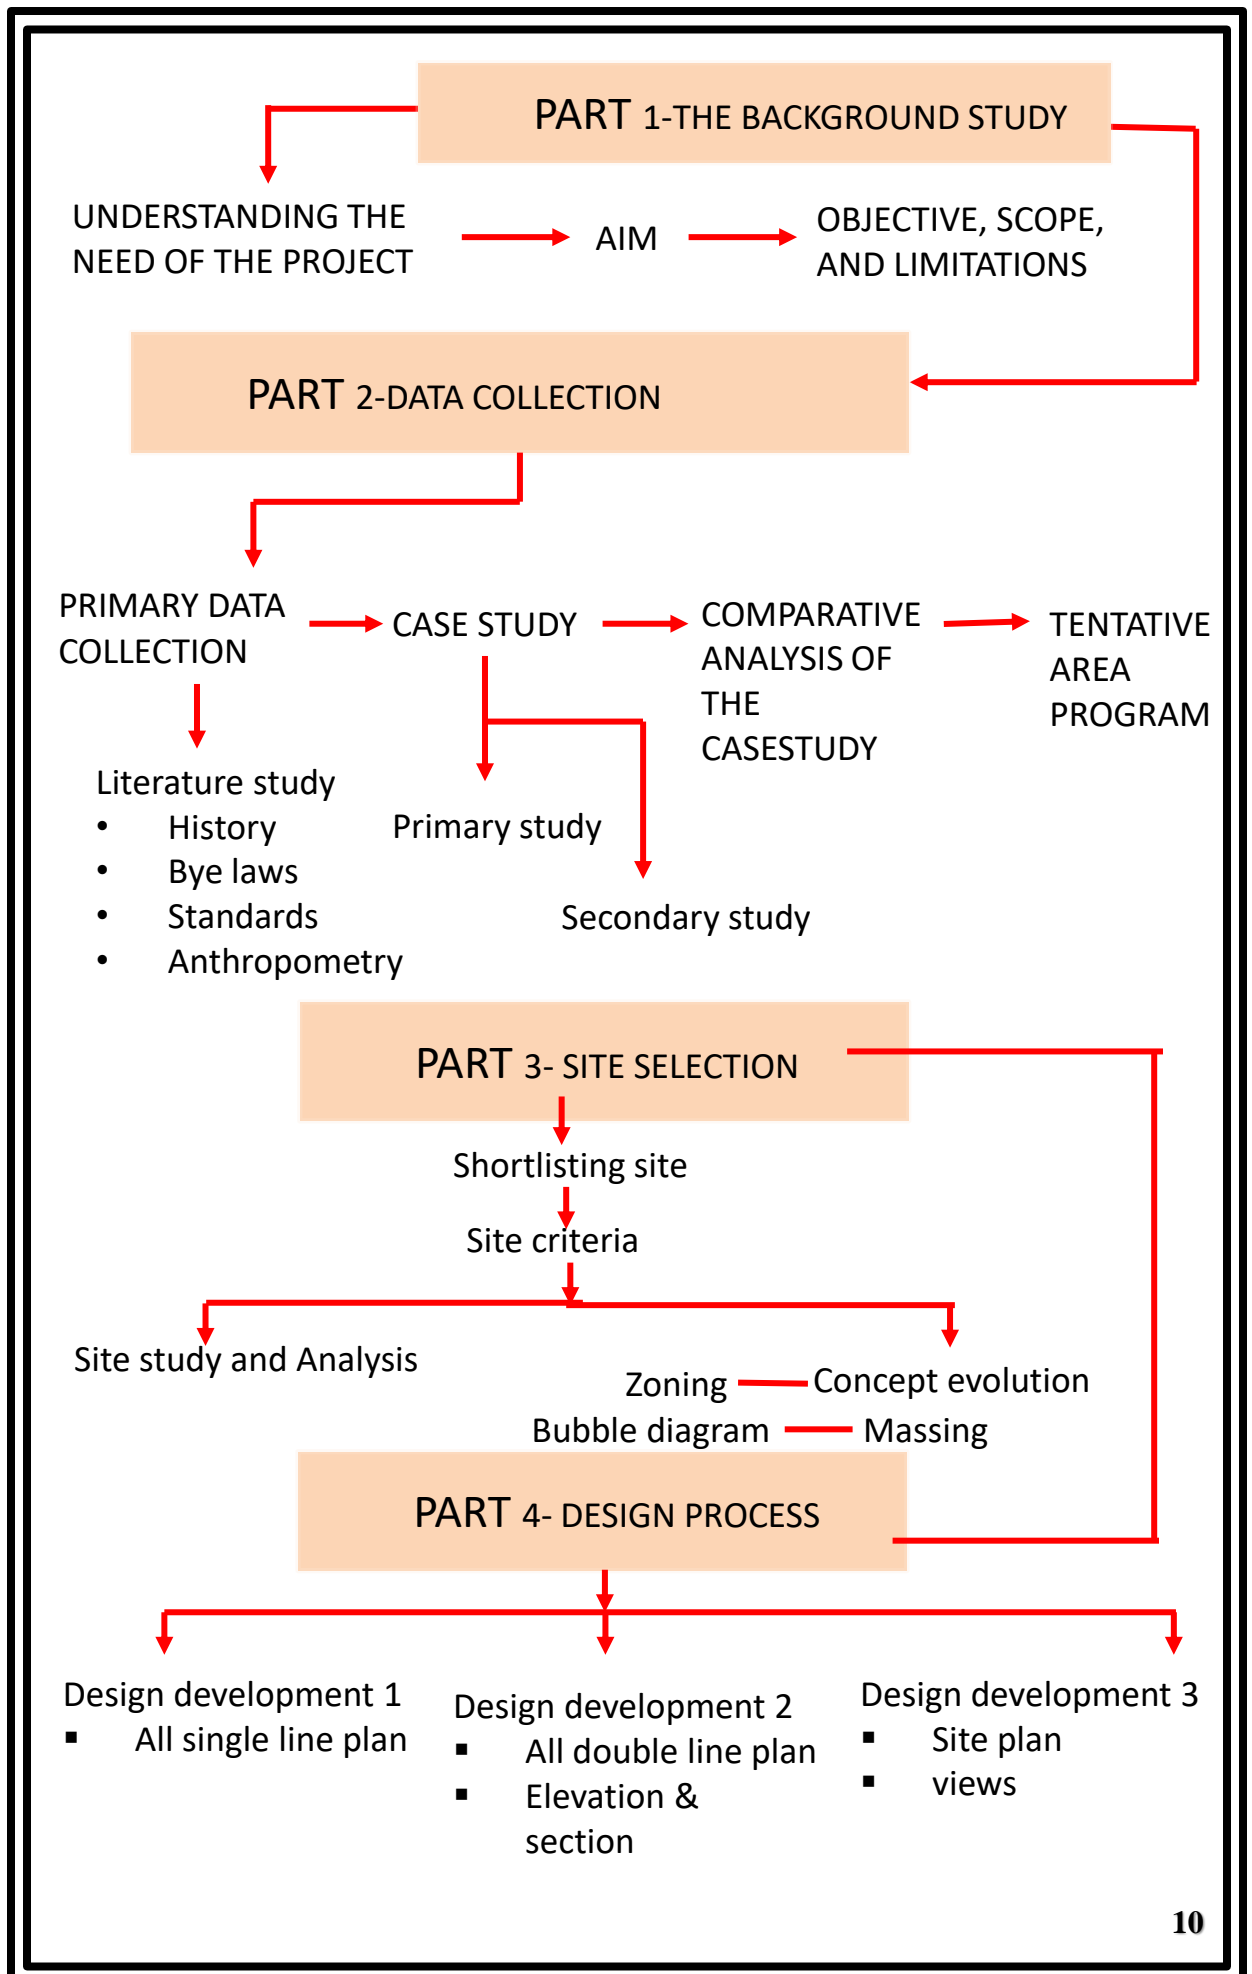 PART 1-THE BACKGROUND STUDY
UNDERSTANDING THE
NEED OF THE PROJECT
AIM
OBJECTIVE, SCOPE,
AND LIMITATIONS
PART 2-DATA COLLECTION
PRIMARY DATA
COLLECTION
CASE STUDY
COMPARATIVE
ANALYSIS OF
THE
CASESTUDY
TENTATIVE
AREA
PROGRAM
Literature study
• History
• Bye laws
• Standards
• Anthropometry
Primary study
Secondary study
PART 3- SITE SELECTION
Shortlisting site
Site criteria
Site study and Analysis
Zoning
Concept evolution
Bubble diagram
Massing
PART 4- DESIGN PROCESS
Design development 1
▪ All single line plan
Design development 2
▪ All double line plan
▪ Elevation &
section
Design development 3
▪ Site plan
▪ views
10